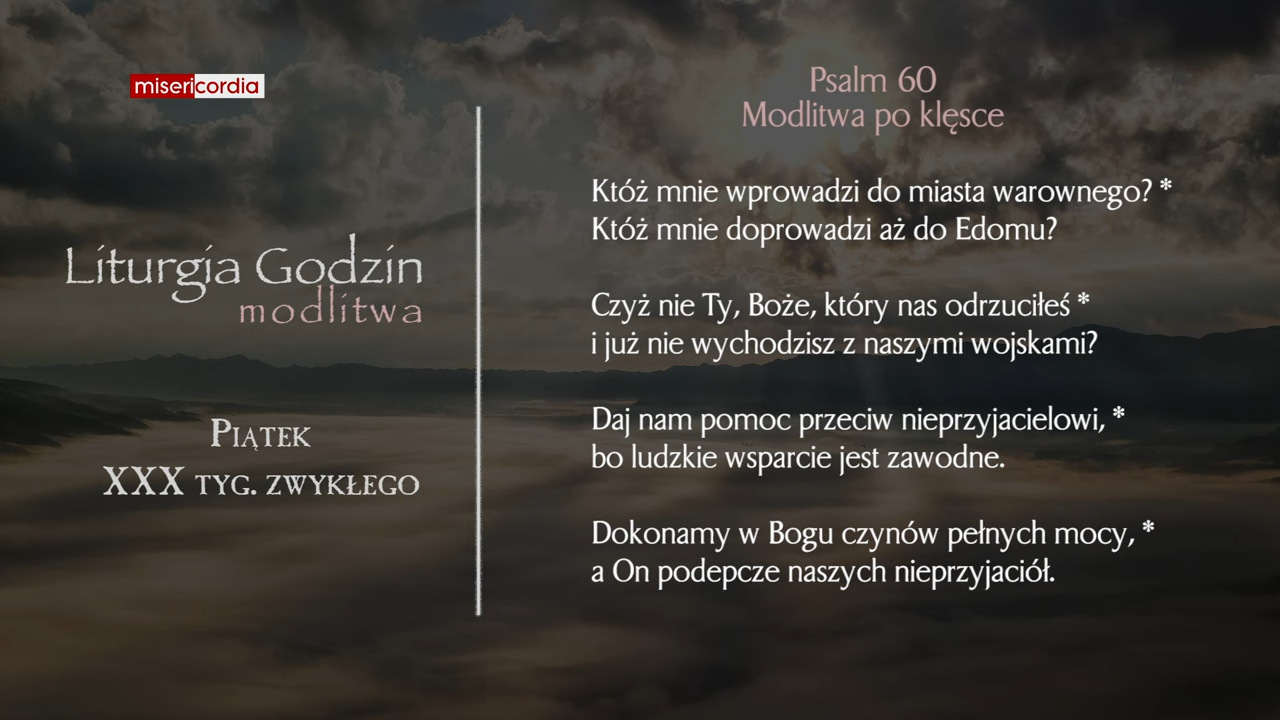 misericordia
Liturgia Godzin
modlitwa
Piątek
XXX tyg. zwykłego
Psalm 60
Modlitwa po klęsce
Któż mnie wprowadzi do miasta warownego? *
Któż mnie doprowadzi aż do Edomu?
Czyż nie Ty, Boże, który nas odrzuciłeś *
i już nie wychodzisz z naszymi wojskami?
Daj nam pomoc przeciw nieprzyjacielowi, *
bo ludzkie wsparcie jest zawodne.
Dokonamy w Bogu czynów pełnych mocy, *
a On podepcze naszych nieprzyjaciół.